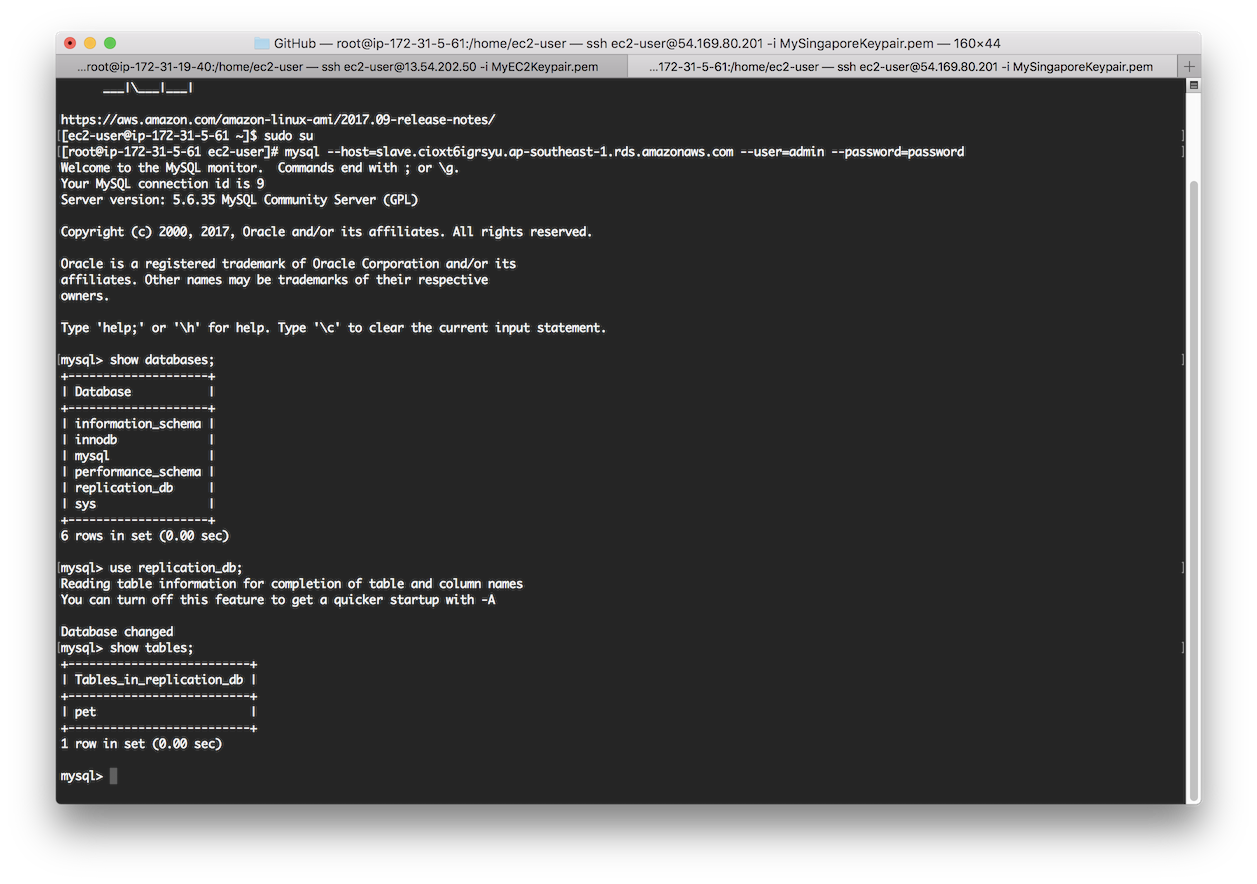 GitHub — root@ip-172-31-5-61:/home/ec2-user — ssh ec2-user@54.169.80.201 -i MySingaporeKeypair.pem — 160×44
...root@ip-172-31-19-40:/home/ec2-user — ssh ec2-user@13.54.202.50 -i MyEC2Keypair.pem
...172-31-5-61:/home/ec2-user — ssh ec2-user@54.169.80.201 -i MySingaporeKeypair.pem
___|\___|___|
https://aws.amazon.com/amazon-linux-ami/2017.09-release-notes/
[[ec2-user@ip-172-31-5-61 ~]$ sudo su ]
[[root@ip-172-31-5-61 ec2-user]# mysql --host=slave.cioxt6igrsyu.ap-southeast-1.rds.amazonaws.com --user=admin --password=password ]
Welcome to the MySQL monitor.  Commands end with ; or \g.
Your MySQL connection id is 9
Server version: 5.6.35 MySQL Community Server (GPL)
Copyright (c) 2000, 2017, Oracle and/or its affiliates. All rights reserved.
Oracle is a registered trademark of Oracle Corporation and/or its
affiliates. Other names may be trademarks of their respective
owners.
Type 'help;' or '\h' for help. Type '\c' to clear the current input statement.
[mysql> show databases; ]
+--------------------+
| Database           |
+--------------------+
| information_schema |
| innodb             |
| mysql              |
| performance_schema |
| replication_db     |
| sys                |
+--------------------+
6 rows in set (0.00 sec)
[mysql> use replication_db; ]
Reading table information for completion of table and column names
You can turn off this feature to get a quicker startup with -A
Database changed
[mysql> show tables; ]
+--------------------------+
| Tables_in_replication_db |
+--------------------------+
| pet                      |
+--------------------------+
1 row in set (0.00 sec)
mysql>